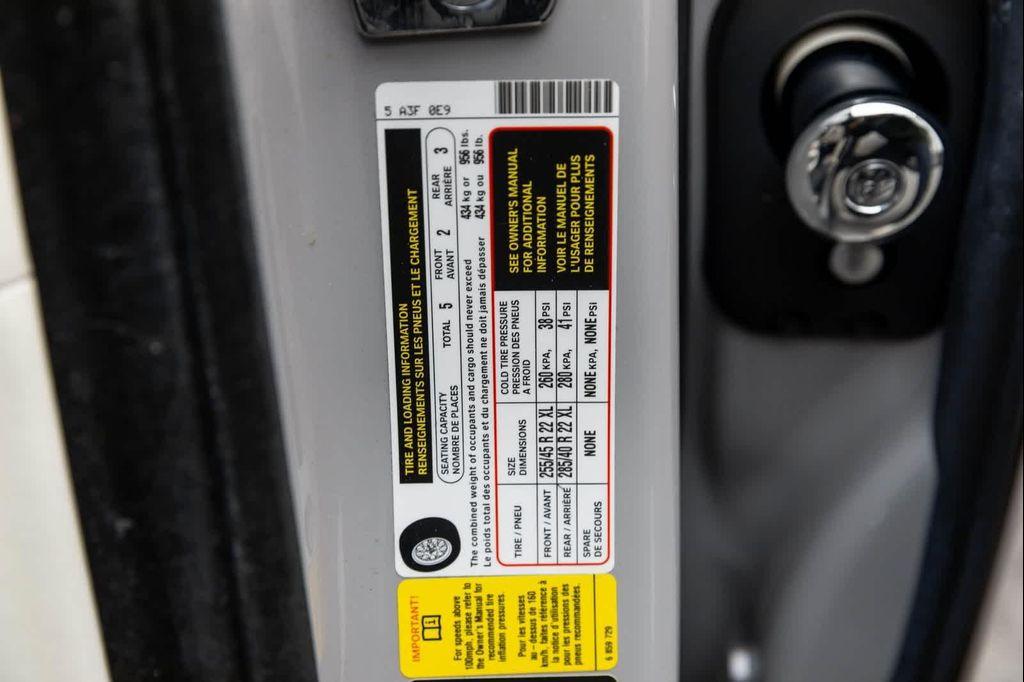 5 A3F 0E9
TIRE AND LOADING INFORMATION
RENSEIGNEMENTS SUR LES PNEUS ET LE CHARGEMENT
SEATING CAPACITY
NOMBRE DE PLACES
TOTAL 5
FRONT
AVANT
2
REAR
ARRIÈRE
3
The combined weight of occupants and cargo should never exceed 434 kg or 956 lbs.
Le poids total des occupants et du chargement ne doit jamais dépasser 434 kg ou 956 lb.
TIRE / PNEU
SIZE
DIMENSIONS
COLD TIRE PRESSURE
PRESSION DES PNEUS
A FROID
FRONT / AVANT 255/45 R 22 XL 260 KPA, 38 PSI
REAR / ARRIÈRE 285/40 R 22 XL 280 KPA, 41 PSI
SPARE
DE SECOURS
NONE NONE KPA, NONE PSI
SEE OWNER'S MANUAL
FOR ADDITIONAL
INFORMATION
VOIR LE MANUEL DE
L'USAGER POUR PLUS
DE RENSEIGNEMENTS
IMPORTANT!
For speeds above
100mph, please refer to
the Owner's Manual for
recommended tire
inflation pressures.
Pour les vitesses
au-dessus de 160
km/h, faites référence à
la notice d'utilisation
pour les pressions des
pneus recommandées.
6 859 729